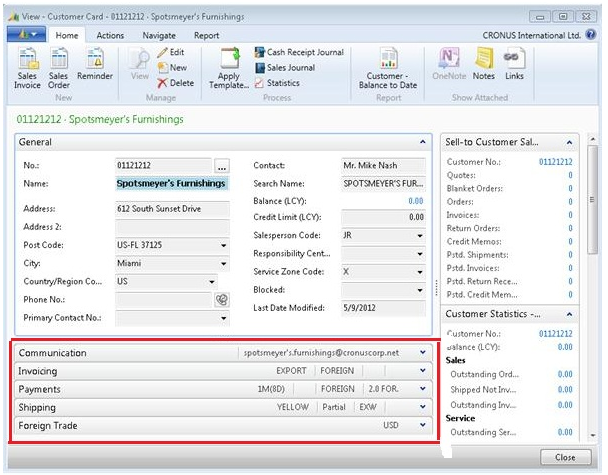 View - Customer Card - 01121212 · Spotsmeyer's Furnishings
Home Actions Navigate Report CRONUS International Ltd.
Sales Invoice
Sales Order
Reminder
New
View
Edit
New
Delete
Manage
Apply Template...
Cash Receipt Journal
Sales Journal
Statistics
Process
Customer - Balance to Date
Report
OneNote
Notes
Links
Show Attached
01121212 · Spotsmeyer's Furnishings
General
No.: 01121212 ...
Name: Spotsmeyer's Furnishings
Address: 612 South Sunset Drive
Address 2:
Post Code: US-FL 37125
City: Miami
Country/Region Co... US
Phone No.:
Primary Contact No.:
Contact: Mr. Mike Nash
Search Name: SPOTSMEYER'S FUR...
Balance (LCY): 0.00
Credit Limit (LCY): 0.00
Salesperson Code: JR
Responsibility Cent...
Service Zone Code: X
Blocked:
Last Date Modified: 5/9/2012
Communication spotsmeyer's.furnishings@cronuscorp.net
Invoicing EXPORT FOREIGN
Payments 1M(8D) FOREIGN 2.0 FOR.
Shipping YELLOW Partial EXW
Foreign Trade USD
Sell-to Customer Sal...
Customer No.: 01121212
Quotes: 0
Blanket Orders: 0
Orders: 0
Invoices: 0
Return Orders: 0
Credit Memos: 0
Pstd. Shipments: 0
Pstd. Invoices: 0
Pstd. Return Rece... 0
Pstd. Credit Mem... 0
Customer Statistics -...
Customer No.: 01121212
Balance (LCY): 0.00
Sales
Outstanding Ord... 0.00
Shipped Not Inv... 0.00
Outstanding Inv... 0.00
Service
Outstanding Ser... 0.00
Close